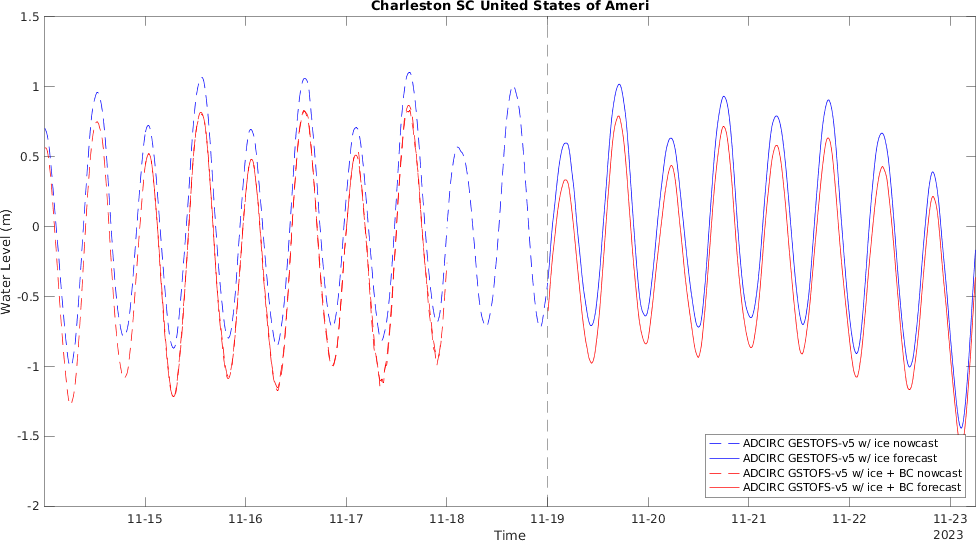 Charleston SC United States of Ameri
1.5
1
0.5
0
-0.5
-1
-1.5
-2
Water Level (m)
ADCIRC GESTOFS-v5 w/ ice nowcast
ADCIRC GESTOFS-v5 w/ ice forecast
ADCIRC GSTOFS-v5 w/ ice + BC nowcast
ADCIRC GSTOFS-v5 w/ ice + BC forecast
11-15 11-16 11-17 11-18 11-19 11-20 11-21 11-22 11-23
Time 2023